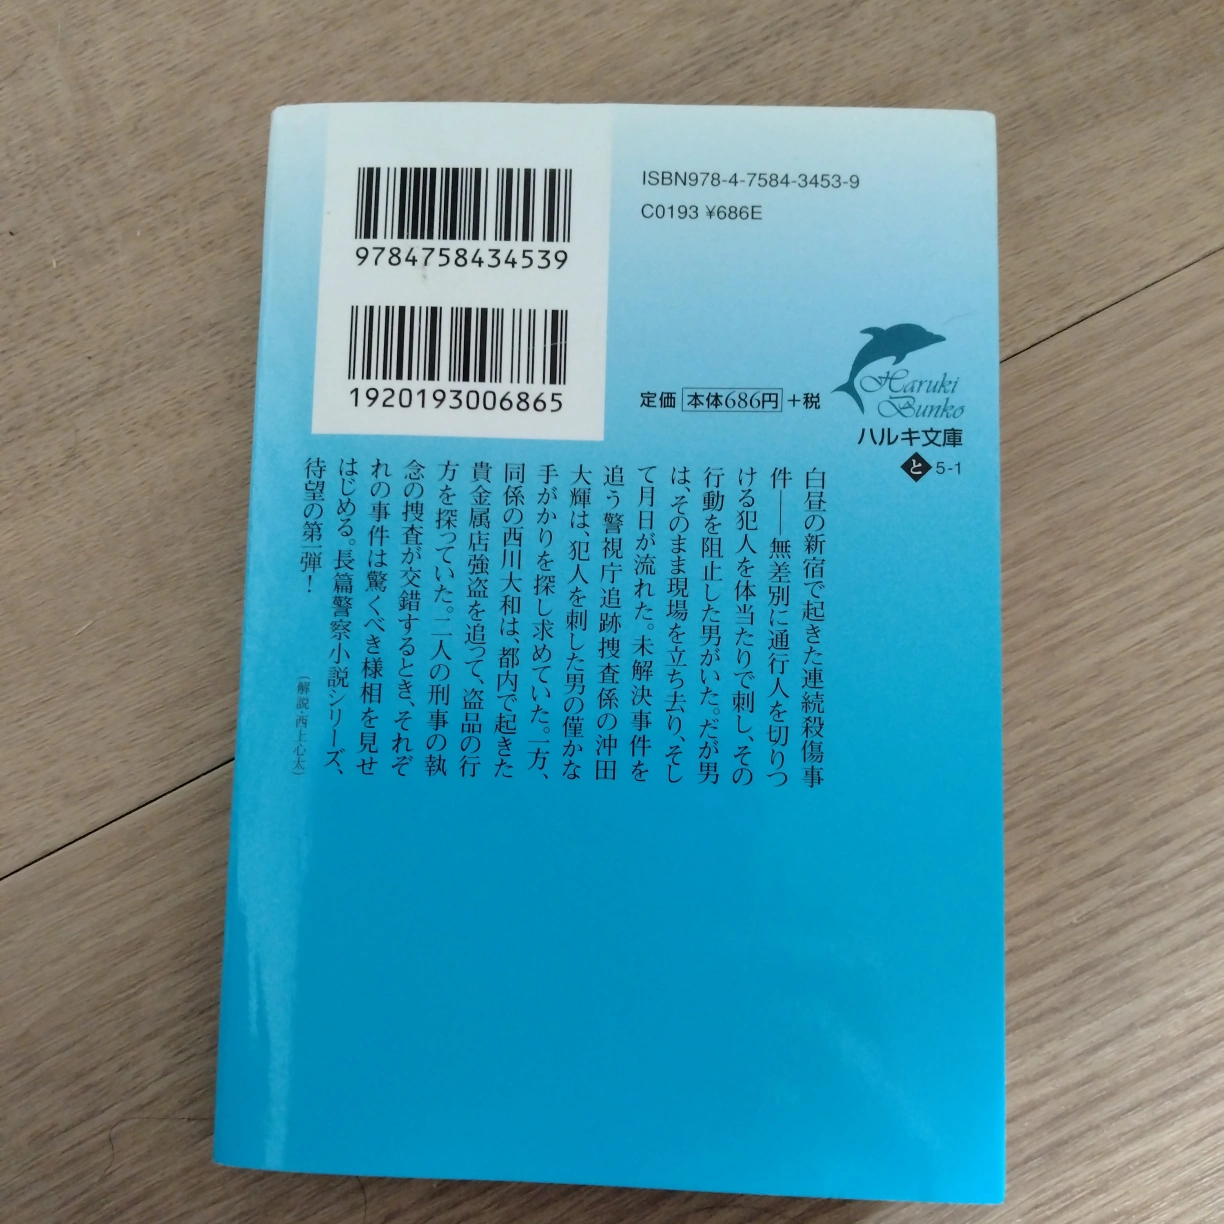 9784758434539
1920193006865
ISBN978-4-7584-3453-9
C0193 ¥686E
定価 本体686円 +税
Haruki
Bunko
ハルキ文庫
と 5-1
白昼の新宿で起きた連続殺傷事
件――無差別に通行人を切りつ
ける犯人を体当たりで刺し、その
行動を阻止した男がいた。だが男
は、そのまま現場を立ち去り、そし
て月日が流れた。未解決事件を
追う警視庁追跡捜査係の沖田
大輝は、犯人を刺した男の僅かな
手がかりを探し求めていた。一方、
同係の西川大和は、都内で起きた
貴金属店強盗を追って、盗品の行
方を探っていた。二人の刑事の執
念の捜査が交錯するとき、それぞ
れの事件は驚くべき様相を見せ
はじめる。長篇警察小説シリーズ、
待望の第一弾!
(解説・西上心太)